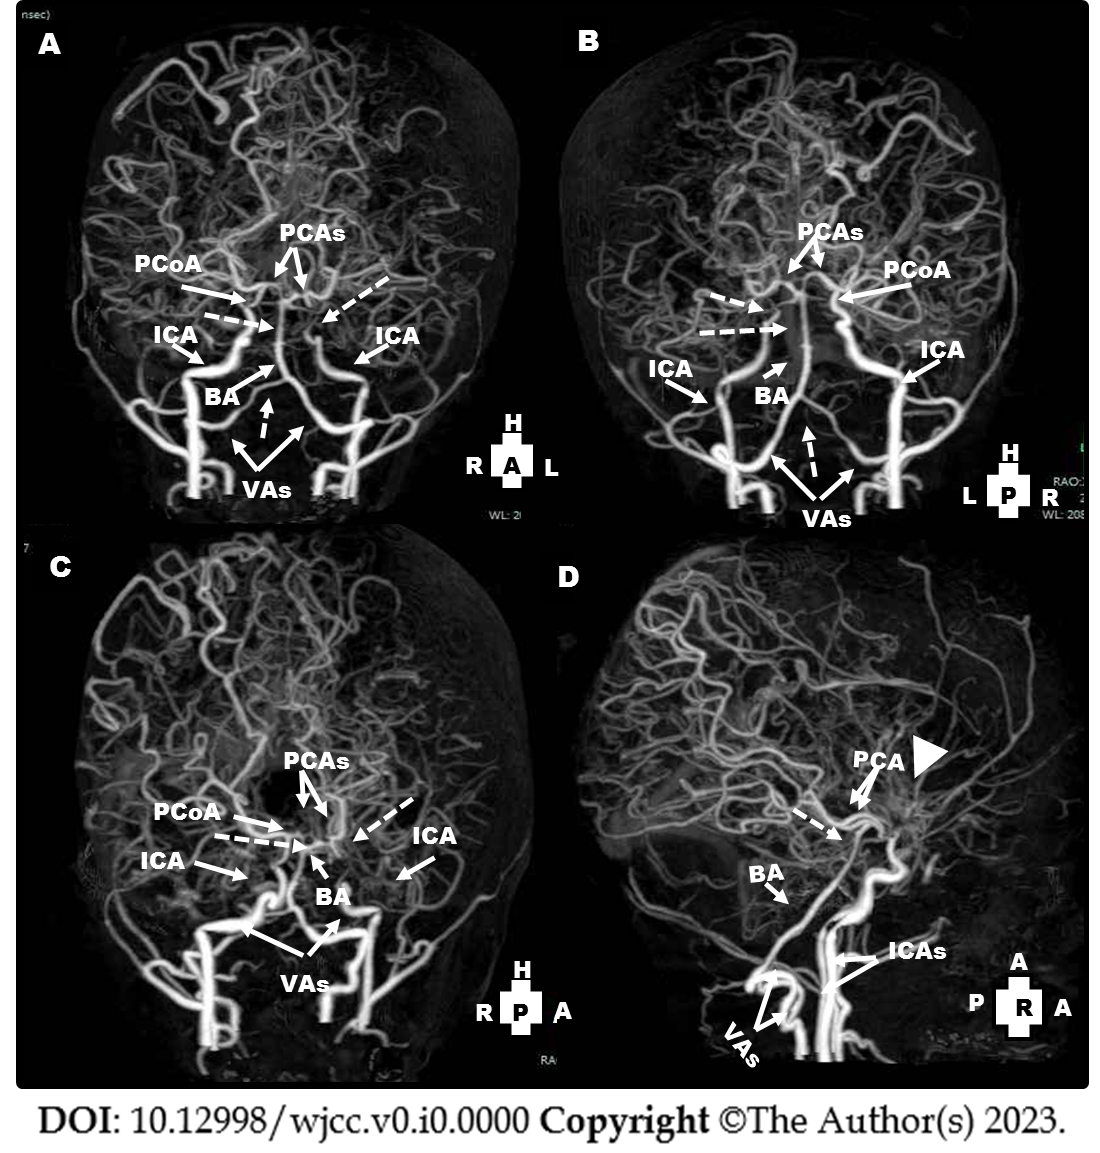 nsec)
A
PCAs
PCoA
ICA
ICA
BA
VAs
H
R A L
WL: 20
B
PCAs
PCoA
ICA
ICA
BA
VAs
H
L P R
RAO:
2
WL: 208
7:
C
PCAs
PCoA
ICA
ICA
BA
VAs
H
R P A
RA
D
PCA
BA
ICAs
VAs
A
P R A
DOI: 10.12998/wjcc.v0.i0.0000 Copyright ©The Author(s) 2023.